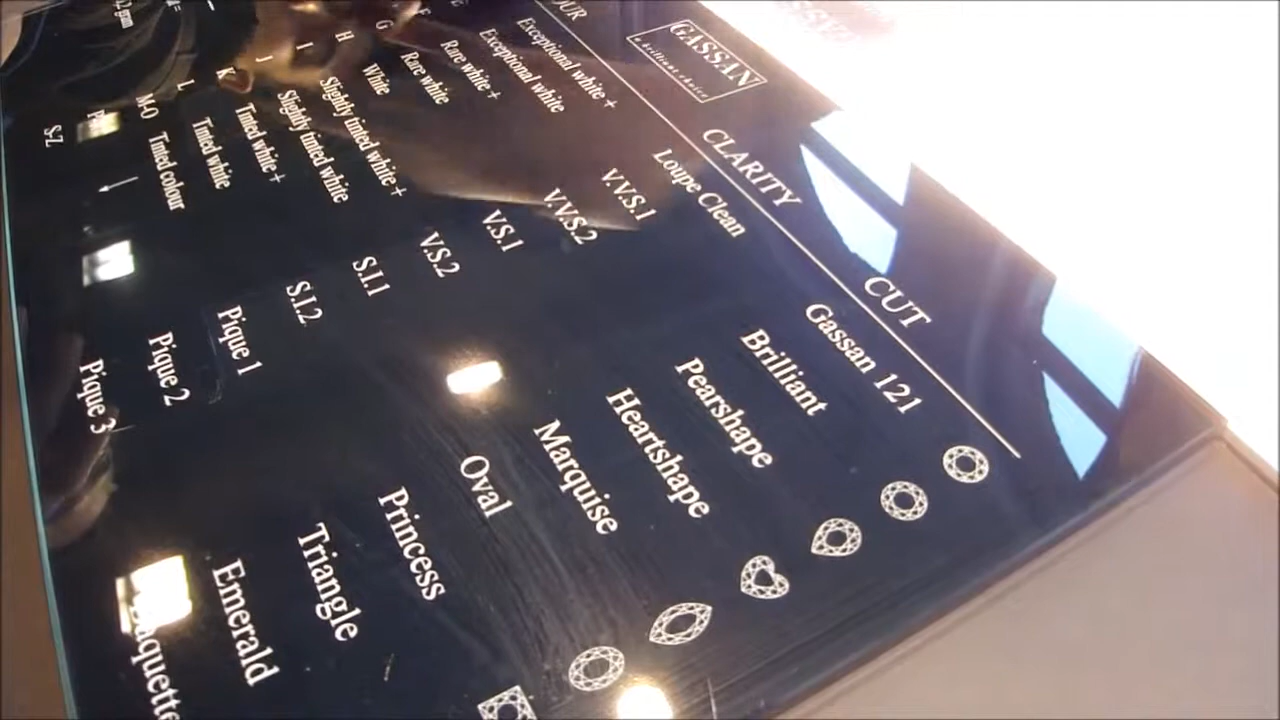 GASSAN
a brilliant choice
CLARITY
CUT
Exceptional white +
Exceptional white
Rare white +
Rare white
G
White
H
Slightly tinted white +
I
Slightly tinted white
J
Tinted white +
K
Tinted white
L
Tinted colour
M-O
S-Z
Loupe Clean
V.V.S.1
V.V.S.2
V.S.1
V.S.2
S.I.1
S.I.2
Pique 1
Pique 2
Pique 3
Gassan 121
Brilliant
Pearshape
Heartshape
Marquise
Oval
Princess
Triangle
Emerald